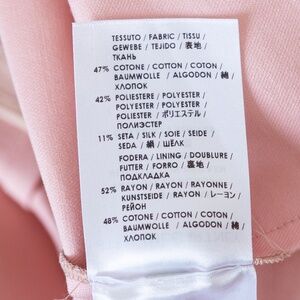 TESSUTO / FABRIC / TISSU /
GEWEBE / TEJIDO / 表地 /
ТКАНЬ
47% COTONE / COTTON / COTON /
BAUMWOLLE / ALGODON / 綿 /
ХЛОПОК
42% POLIESTERE / POLYESTER /
POLYESTER / POLYESTER /
POLIESTER / ポリエステル /
ПОЛИЭСТЕР
11% SETA / SILK / SOIE / SEIDE /
SEDA / 絹 / ШЁЛК
FODERA / LINING / DOUBLURE /
FUTTER / FORRO / 裏地 /
ПОДКЛАДКА
52% RAYON / RAYON / RAYONNE /
KUNSTSEIDE / RAYON / レーヨン /
РЕЙОН
48% COTONE / COTTON / COTON /
BAUMWOLLE / ALGODON / 綿 /
ХЛОПОК